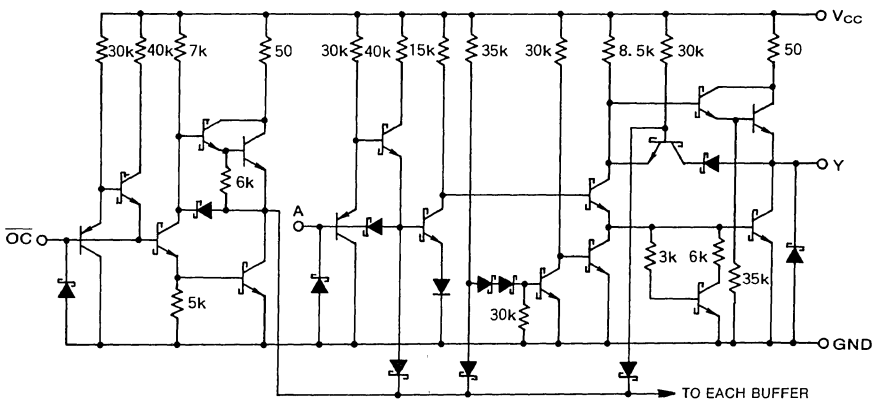 VCC
30k 40k 7k 50 30k 40k 15k 35k 30k 8.5k 30k 50
6k
Y
A
OC
3k 6k
35k
5k
30k
GND
TO EACH BUFFER